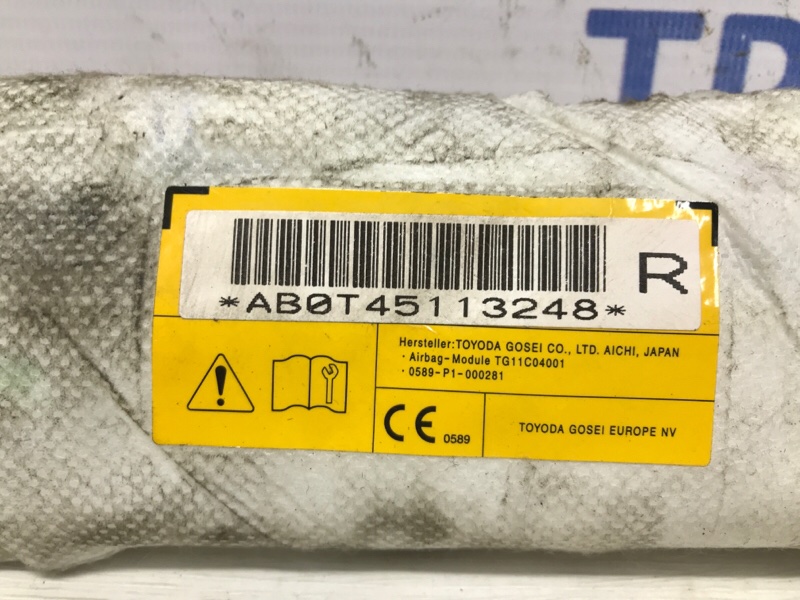 TP
R
*AB0T45113248*
Hersteller:TOYODA GOSEI CO., LTD. AICHI, JAPAN
· Airbag-Module TG11C04001
· 0589-P1-000281
CE 0589
TOYODA GOSEI EUROPE NV